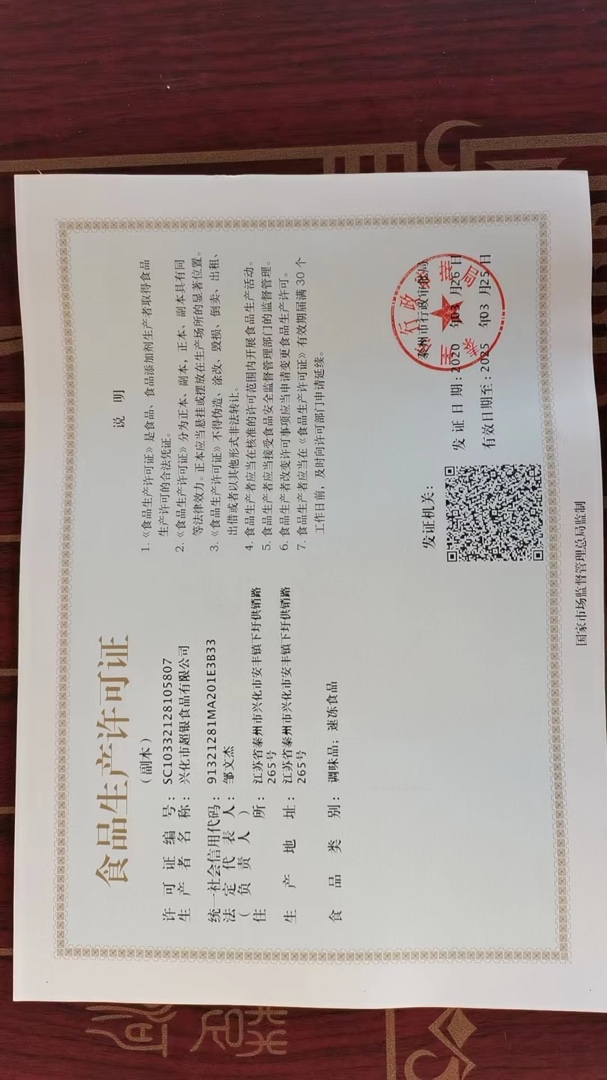 食品生产许可证
（副本）
许可证编号：SC10332128105807
生产者名称：兴化市超银食品有限公司
统一社会信用代码：91321281MA201E3B33
法定代表人：邹文杰
（负责人）
住所：江苏省泰州市兴化市安丰镇下圩供销路
265号
生产地址：江苏省泰州市兴化市安丰镇下圩供销路
265号
食品类别：调味品；速冻食品
说 明
1.《食品生产许可证》是食品、食品添加剂生产者取得食品
生产许可的合法凭证。
2.《食品生产许可证》分为正本、副本，正本、副本具有同
等法律效力。正本应当悬挂或摆放在生产场所的显著位置。
3.《食品生产许可证》不得伪造、涂改、毁损、倒卖、出租、
出借或者以其他形式非法转让。
4. 食品生产者应当在核准的许可范围内开展食品生产活动。
5. 食品生产者应当接受食品安全监督管理部门的监督管理。
6. 食品生产者改变许可事项应当申请变更食品生产许可。
7. 食品生产者应当在《食品生产许可证》有效期届满 30 个
工作日前，及时向许可部门申请延续。
发证机关：
泰州市行政审批局
发证日期：2020 年03 月26 日
有效日期至：2025 年03 月25 日
国家市场监督管理总局监制